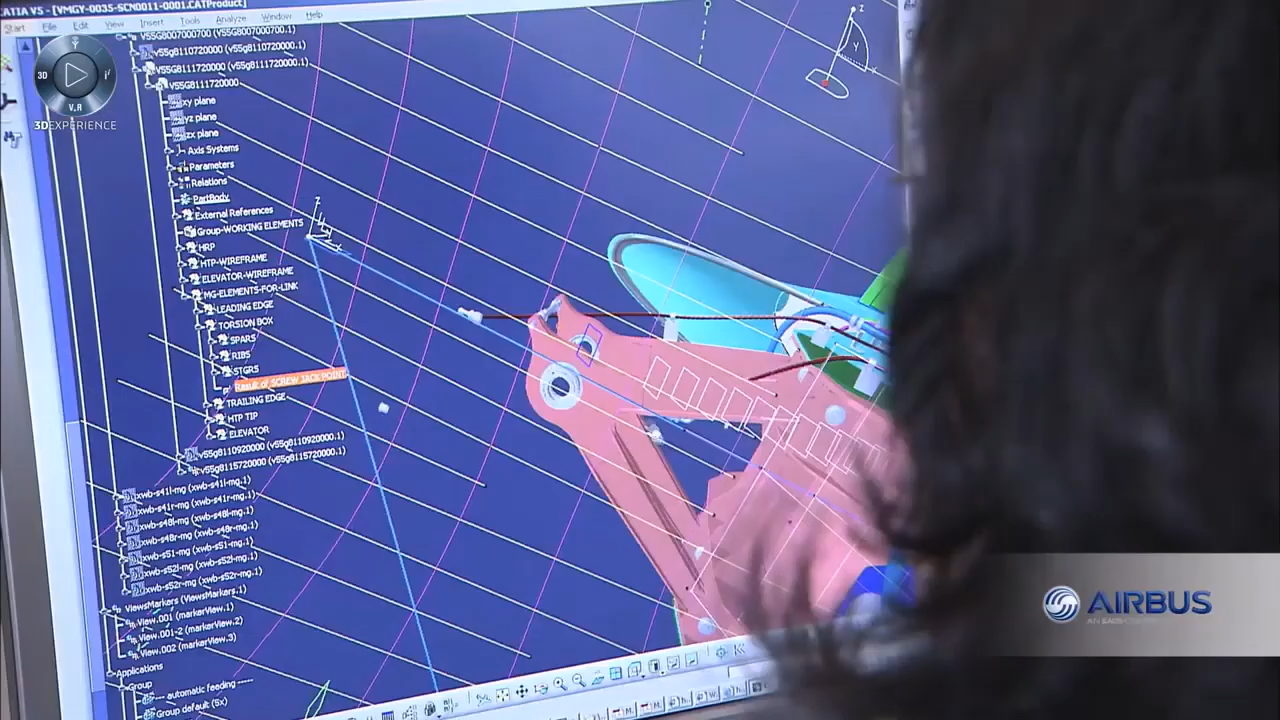 CATIA V5 - [VMGY-0035-SCN0011-0001.CATProduct]
Start File Edit View Insert Tools Analyze Window Help
V55G8007000700 (V55G8007000700.1)
v55g8110720000 (v55g8110720000.1)
V55G8111720000 (v55g8111720000.1)
V55G8111720000
xy plane
yz plane
zx plane
Axis Systems
Parameters
Relations
PartBody
External References
Group-WORKING ELEMENTS
HRP
HTP-WIREFRAME
ELEVATOR-WIREFRAME
MG-ELEMENTS-FOR-LINK
LEADING EDGE
TORSION BOX
SPARS
RIBS
STGRS
Result of SCREW JACK POINT
TRAILING EDGE
HTP TIP
ELEVATOR
v55g8110920000 (v55g8110920000.1)
v55g8115720000 (v55g8115720000.1)
xwb-s41l-mg (xwb-s41l-mg.1)
xwb-s41r-mg (xwb-s41r-mg.1)
xwb-s48l-mg (xwb-s48l-mg.1)
xwb-s48r-mg (xwb-s48r-mg.1)
xwb-s51-mg (xwb-s51-mg.1)
xwb-s52l-mg (xwb-s52l-mg.1)
xwb-s52r-mg (xwb-s52r-mg.1)
ViewsMarkers (ViewsMarkers.1)
View.001 (markerView.1)
View.001-2 (markerView.2)
View.002 (markerView.3)
Applications
Group
--- automatic feading -----
Group default (5x)
3D
V.R
3DEXPERIENCE
z
Y
x
z
AIRBUS
AN EADS COMPANY